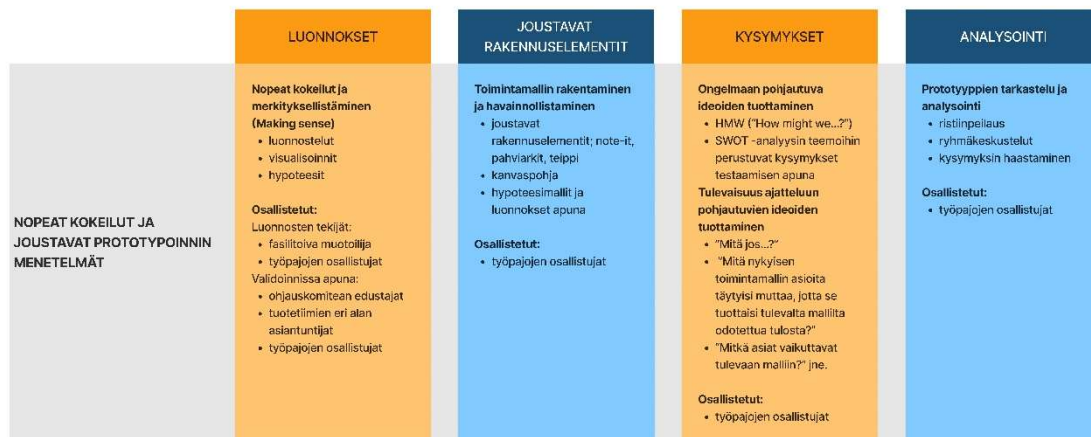 LUONNOKSET
JOUSTAVAT
RAKENNUSELEMENTIT
KYSYMYKSET
ANALYSOINTI
NOPEAT KOKEILUT JA
JOUSTAVAT PROTOTYPOINNIN
MENETELMÄT
Nopeat kokeilut ja
merkityksellistäminen
(Making sense)
• luonnostelut
• visualisoinnit
• hypoteesit
Osallistetut:
Luonnosten tekijät:
• fasilitoiva muotoilija
• työpajojen osallistujat
Validoinnissa apuna:
• ohjauskomitean edustajat
• tuotetiimien eri alan
asiantuntijat
• työpajojen osallistujat
Toimintamallin rakentaminen
ja havainnollistaminen
• joustavat
rakennuselementit; note-it,
pahviarkit, teippi
• kanvaspohja
• hypoteesimallit ja
luonnokset apuna
Osallistetut:
• työpajojen osallistujat
Ongelmaan pohjautuva
ideoiden tuottaminen
• HMW ("How might we...?")
• SWOT -analyysin teemoihin
perustuvat kysymykset
testaamisen apuna
Tulevaisuus ajatteluun
pohjautuvien ideoiden
tuottaminen
• "Mitä jos...?"
• "Mitä nykyisen
toimintamallin asioita
täytyisi muttaa, jotta se
tuottaisi tulevalta mallilta
odotettua tulosta?"
• "Mitkä asiat vaikuttavat
tulevaan malliin?" jne.
Osallistetut:
• työpajojen osallistujat
Prototyyppien tarkastelu ja
analysointi
• ristiinpeilaus
• ryhmäkeskustelut
• kysymyksin haastaminen
Osallistetut:
• työpajojen osallistujat